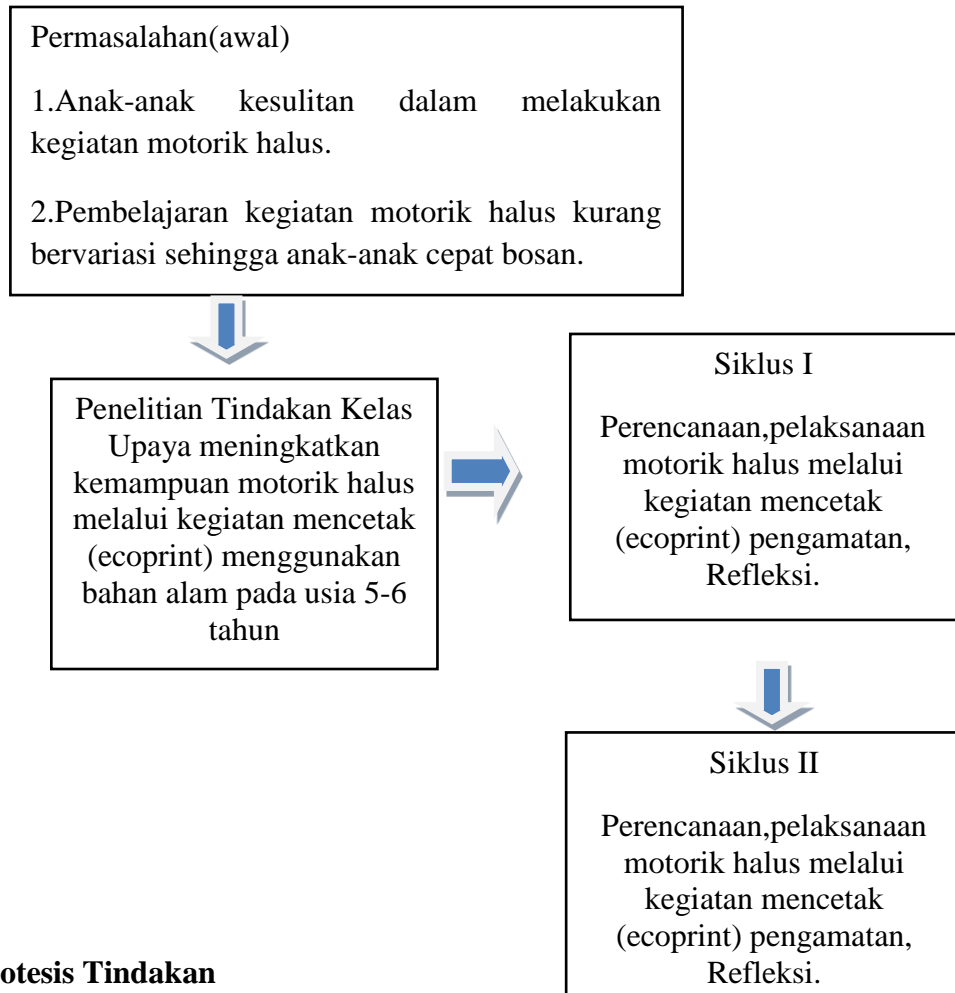 Permasalahan(awal)
1.Anak-anak kesulitan dalam melakukan
kegiatan motorik halus.
2.Pembelajaran kegiatan motorik halus kurang
bervariasi sehingga anak-anak cepat bosan.
Penelitian Tindakan Kelas
Upaya meningkatkan
kemampuan motorik halus
melalui kegiatan mencetak
(ecoprint) menggunakan
bahan alam pada usia 5-6
tahun
Siklus I
Perencanaan,pelaksanaan
motorik halus melalui
kegiatan mencetak
(ecoprint) pengamatan,
Refleksi.
Siklus II
Perencanaan,pelaksanaan
motorik halus melalui
kegiatan mencetak
(ecoprint) pengamatan,
Refleksi.
otesis Tindakan